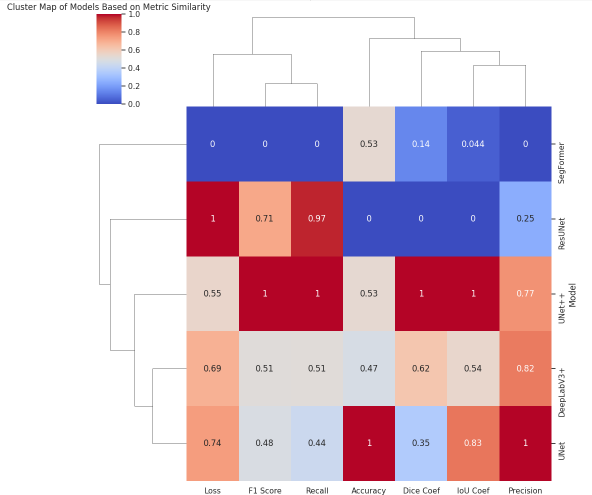 Cluster Map of Models Based on Metric Similarity
1.0
0.8
0.6
0.4
0.2
0.0
0 0 0 0.53 0.14 0.044 0
SegFormer
1 0.71 0.97 0 0 0 0.25
ResUNet
0.55 1 1 0.53 1 1 0.77
UNet++
Model
0.69 0.51 0.51 0.47 0.62 0.54 0.82
DeepLabV3+
0.74 0.48 0.44 1 0.35 0.83 1
UNet
Loss F1 Score Recall Accuracy Dice Coef IoU Coef Precision